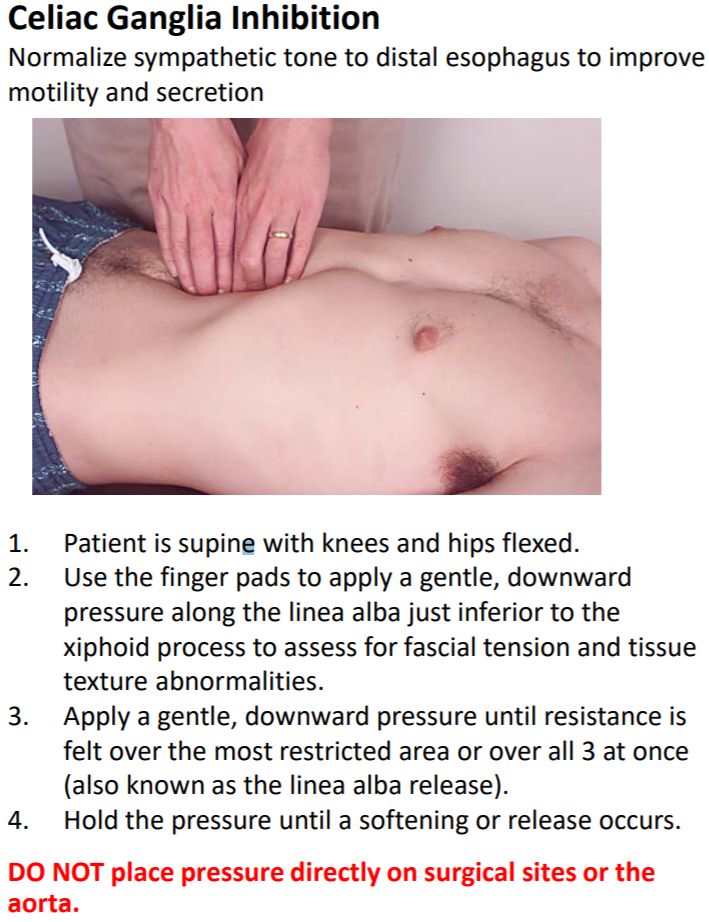 Celiac Ganglia Inhibition
Normalize sympathetic tone to distal esophagus to improve
motility and secretion
1. Patient is supine with knees and hips flexed.
2. Use the finger pads to apply a gentle, downward
pressure along the linea alba just inferior to the
xiphoid process to assess for fascial tension and tissue
texture abnormalities.
3. Apply a gentle, downward pressure until resistance is
felt over the most restricted area or over all 3 at once
(also known as the linea alba release).
4. Hold the pressure until a softening or release occurs.
DO NOT place pressure directly on surgical sites or the
aorta.